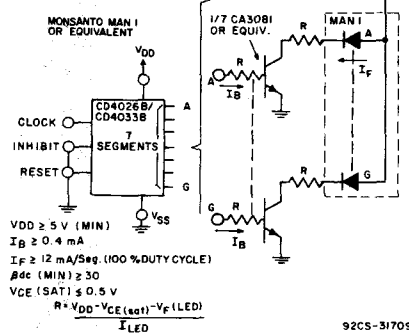 MONSANTO MAN I
OR EQUIVALENT
1/7 CA3081
OR EQUIV.
R
MAN I
A
VDD
A
R
IB
IF
CD4026B/
CD4033B
7
SEGMENTS
A
G
CLOCK
INHIBIT
RESET
VSS
R
G
G
R
IB
VDD ≥ 5 V (MIN)
IB ≥ 0.4 mA
IF ≥ 12 mA/Seg. (100 % DUTY CYCLE)
βdc (MIN) ≥ 30
VCE (SAT) ≤ 0.5 V
R = VDD - VCE(sat) - VF (LED)
ILED
92CS-31709